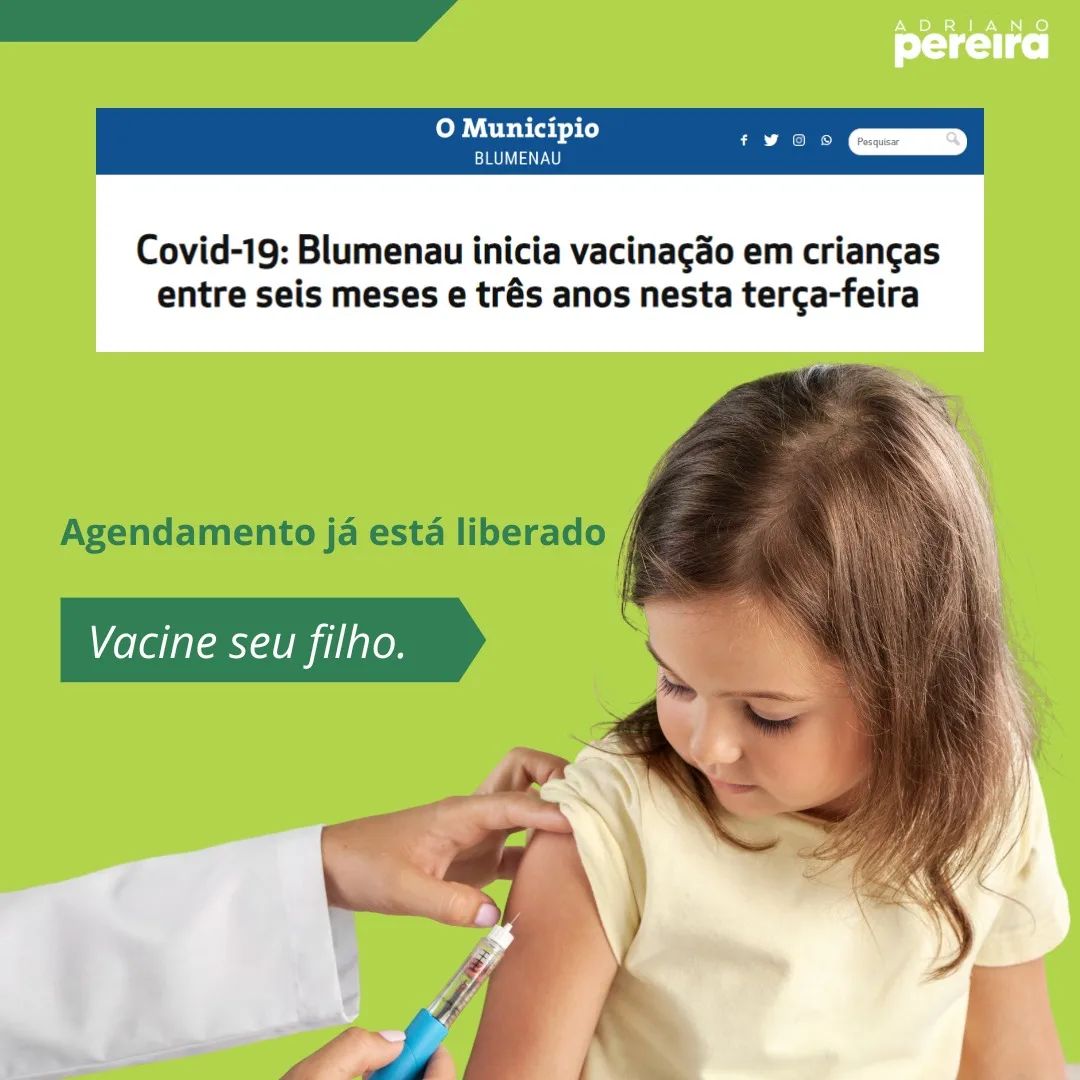 ADRIANO
pereira
O Município
BLUMENAU
Pesquisar
Covid-19: Blumenau inicia vacinação em crianças
entre seis meses e três anos nesta terça-feira
Agendamento já está liberado
Vacine seu filho.